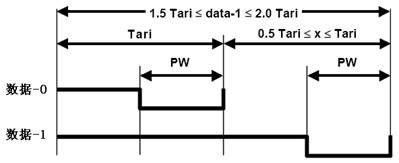 1.5 Tari ≤ data-1 ≤ 2.0 Tari
Tari
0.5 Tari ≤ x ≤ Tari
PW
PW
数据-0
数据-1